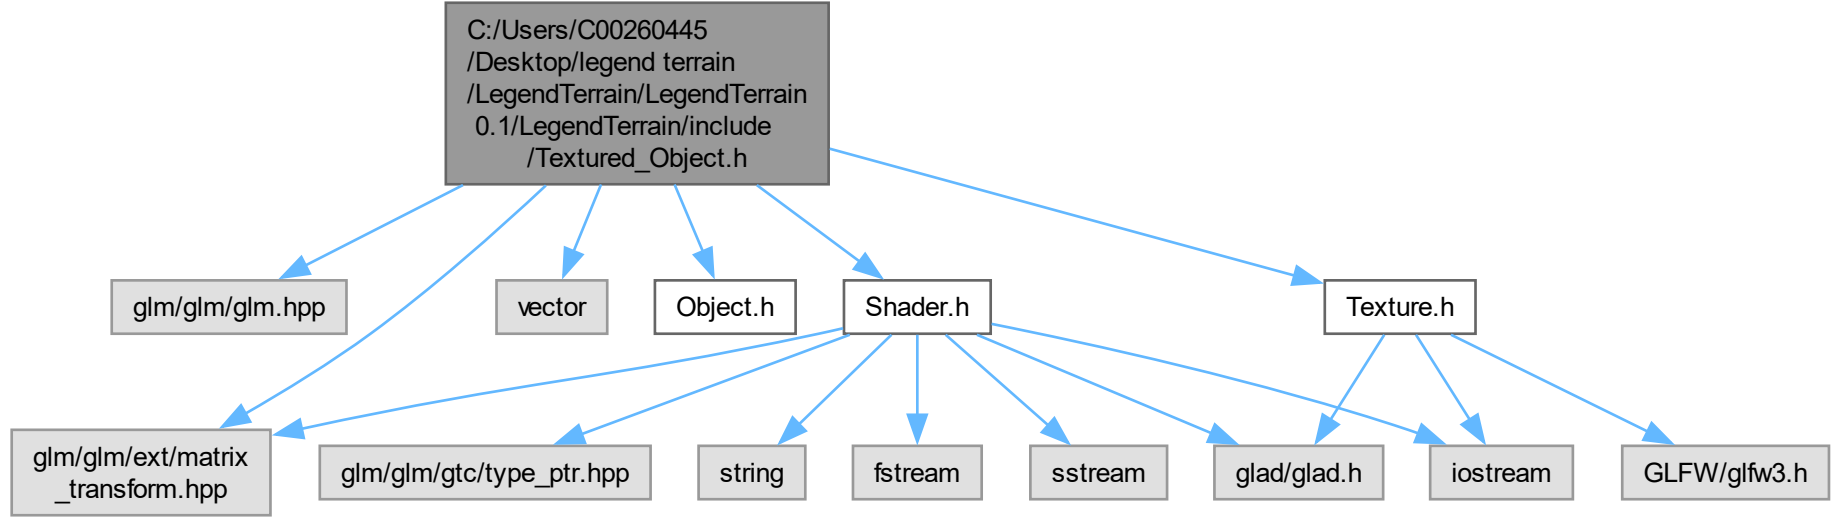 C:/Users/C00260445
/Desktop/legend terrain
/LegendTerrain/LegendTerrain
0.1/LegendTerrain/include
/Textured_Object.h
glm/glm/glm.hpp
vector
Object.h
Shader.h
Texture.h
glm/glm/ext/matrix
_transform.hpp
glm/glm/gtc/type_ptr.hpp
string
fstream
sstream
glad/glad.h
iostream
GLFW/glfw3.h